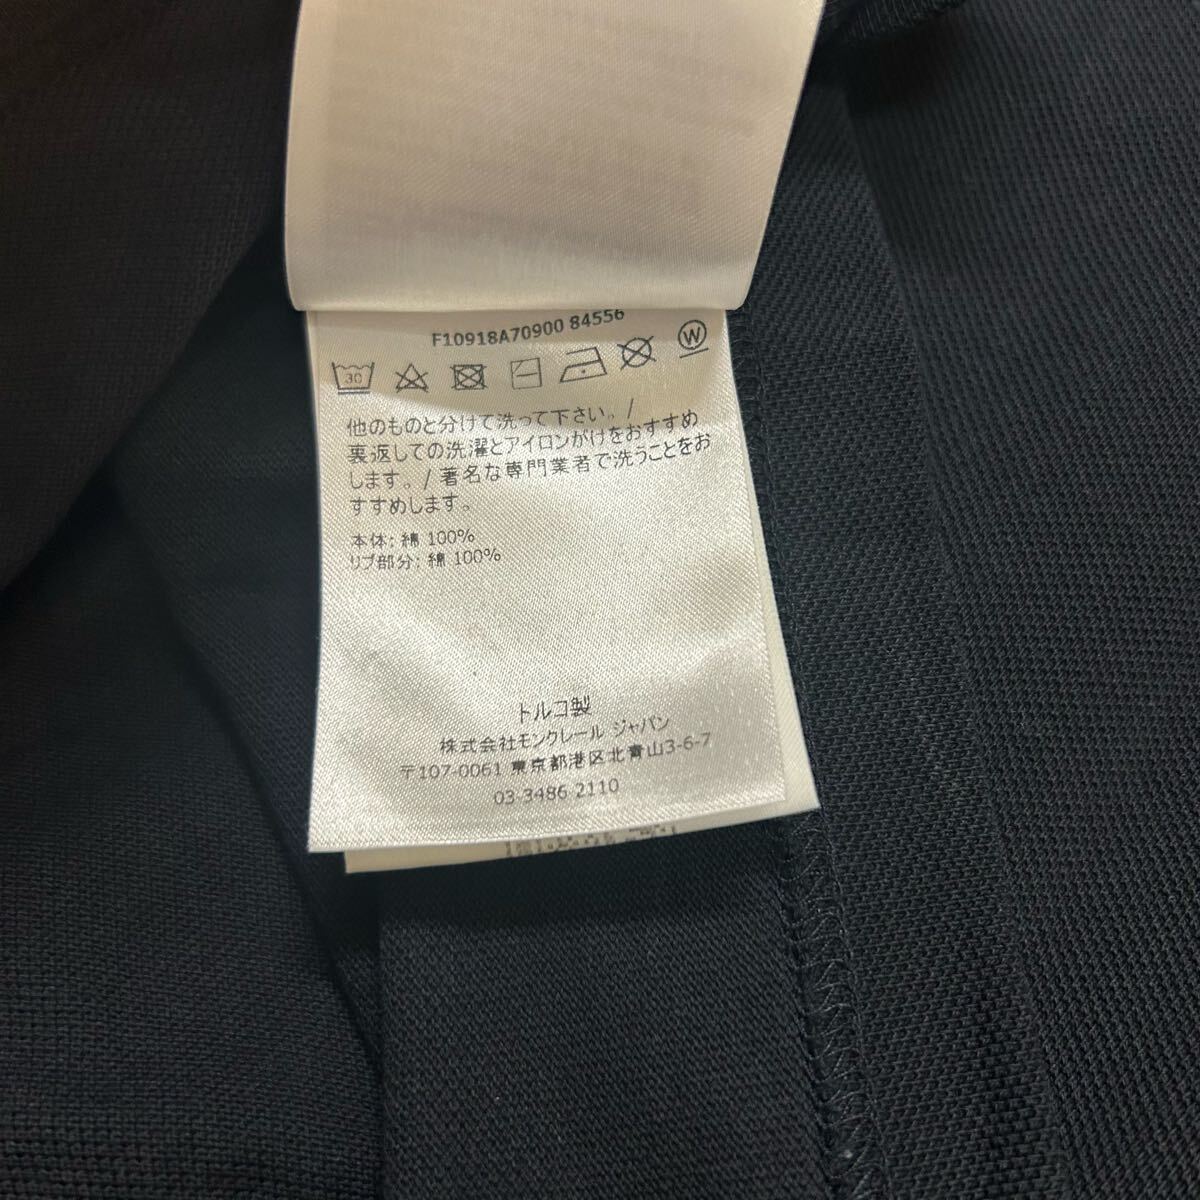 F10918A70900 84556
30
W
他のものと分けて洗って下さい。/
裏返しての洗濯とアイロンがけをおすすめ
します。/ 著名な専門業者で洗うことをお
すすめします。
本体: 綿 100%
リブ部分: 綿 100%
トルコ製
株式会社モンクレール ジャパン
〒107-0061 東京都港区北青山3-6-7
03-3486 2110